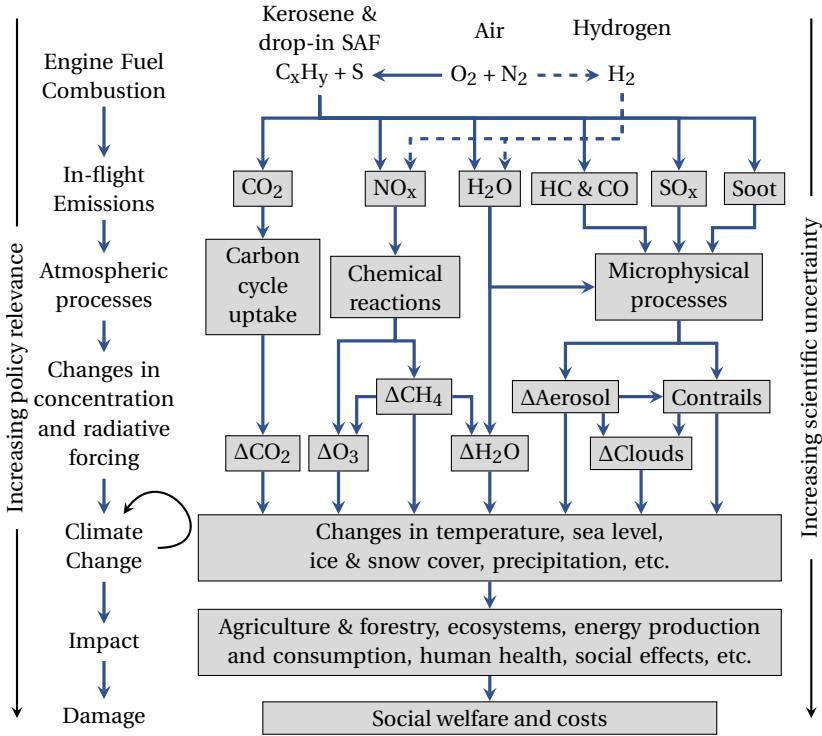 Kerosene &
drop-in SAF
Air
Hydrogen
CxHy + S
O2 + N2
H2
Engine Fuel
Combustion
In-flight
Emissions
CO2
NOx
H2O
HC & CO
SOx
Soot
Atmospheric
processes
Carbon
cycle
uptake
Chemical
reactions
Microphysical
processes
Changes in
concentration
and radiative
forcing
ΔCH4
ΔAerosol
Contrails
ΔCO2
ΔO3
ΔH2O
ΔClouds
Climate
Change
Changes in temperature, sea level,
ice & snow cover, precipitation, etc.
Impact
Agriculture & forestry, ecosystems, energy production
and consumption, human health, social effects, etc.
Damage
Social welfare and costs
Increasing policy relevance
Increasing scientific uncertainty